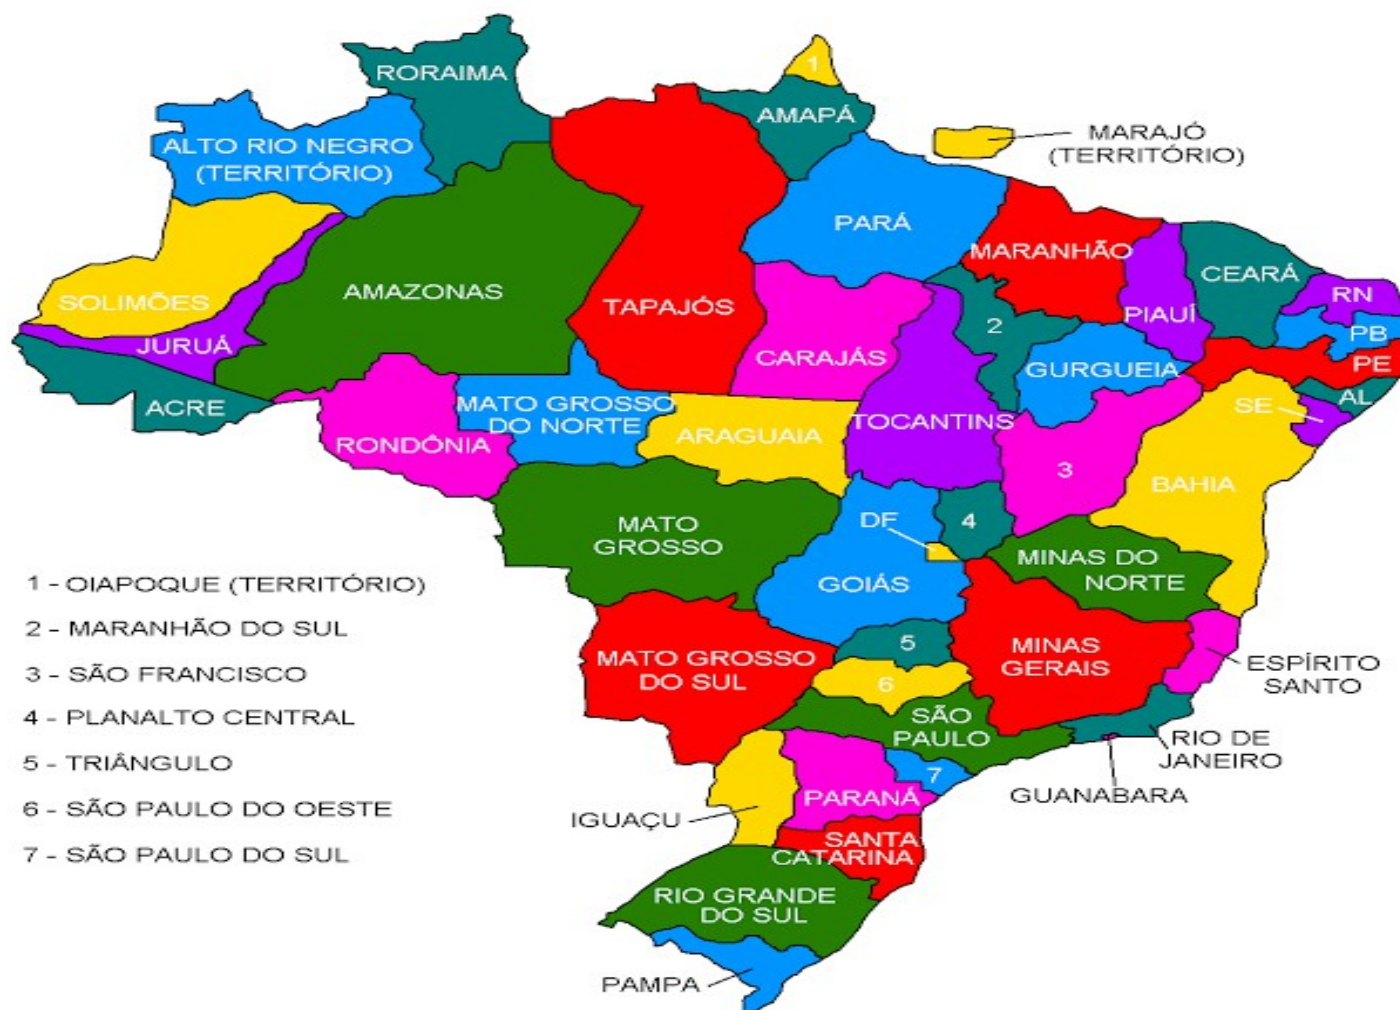 RORAIMA
1
AMAPÁ
MARAJÓ
(TERRITÓRIO)
ALTO RIO NEGRO
(TERRITÓRIO)
PARÁ
MARANHÃO
CEARÁ
SOLIMÕES
AMAZONAS
TAPAJÓS
RN
2
PIAUÍ
PB
JURUÁ
CARAJÁS
GURGUEIA
PE
ACRE
MATO GROSSO
DO NORTE
AL
SE
RONDÔNIA
ARAGUAIA
TOCANTINS
3
BAHIA
MATO
GROSSO
DF
4
MINAS DO
NORTE
GOIÁS
1 - OIAPOQUE (TERRITÓRIO)
2 - MARANHÃO DO SUL
3 - SÃO FRANCISCO
4 - PLANALTO CENTRAL
5 - TRIÂNGULO
6 - SÃO PAULO DO OESTE
7 - SÃO PAULO DO SUL
MATO GROSSO
DO SUL
5
MINAS
GERAIS
ESPÍRITO
SANTO
6
SÃO
PAULO
RIO DE
JANEIRO
7
GUANABARA
PARANÁ
IGUAÇU
SANTA
CATARINA
RIO GRANDE
DO SUL
PAMPA